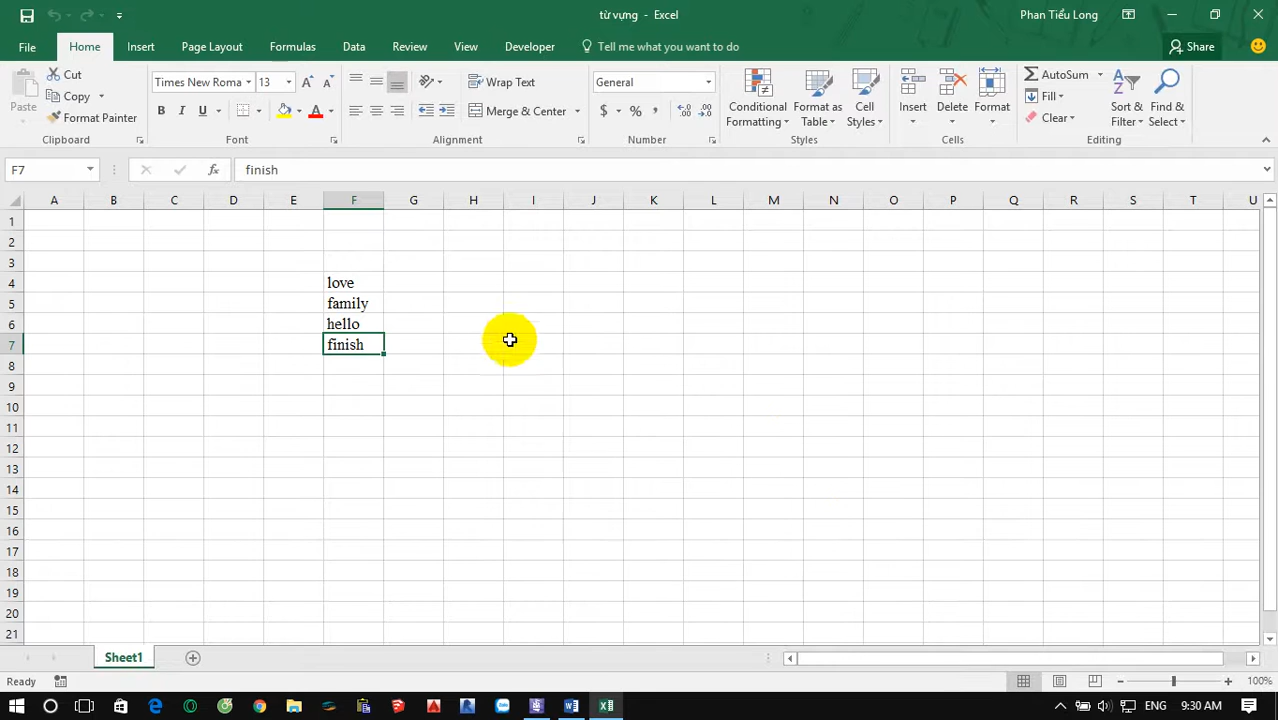 từ vựng - Excel
Phan Tiểu Long
File Home Insert Page Layout Formulas Data Review View Developer Tell me what you want to do Share
Paste
Cut
Copy
Format Painter
Clipboard
Times New Roma 13
B I U
A
Font
Wrap Text
Merge & Center
Alignment
General
$ % ,
Number
Conditional Formatting
Format as Table
Cell Styles
Styles
Insert
Delete
Format
Cells
AutoSum
Fill
Clear
Sort & Filter
Find & Select
Editing
F7 fx finish
A B C D E F G H I J K L M N O P Q R S T U
1
2
3
4 love
5 family
6 hello
7 finish
8
9
10
11
12
13
14
15
16
17
18
19
20
21
Sheet1
Ready 100%
ENG 9:30 AM